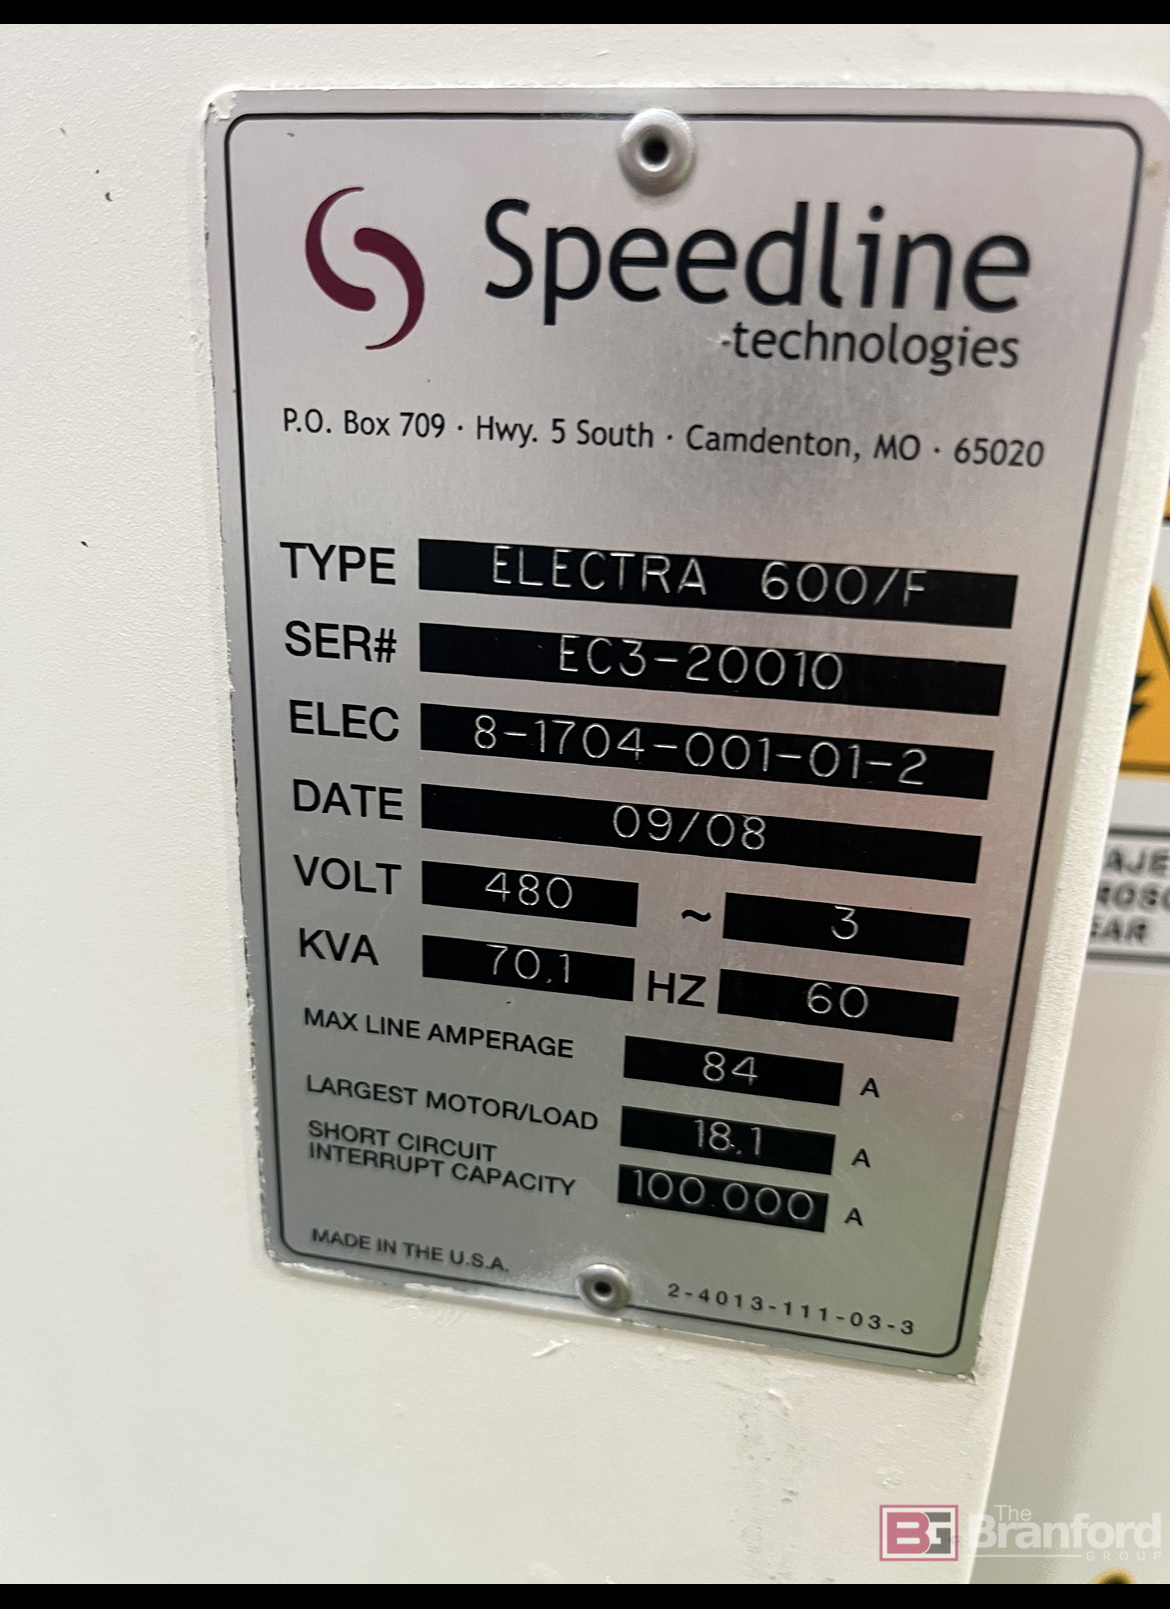 Speedline
technologies
P.O. Box 709 · Hwy. 5 South · Camdenton, MO · 65020
TYPE ELECTRA 600/F
SER# EC3-20010
ELEC 8-1704-001-01-2
DATE 09/08
VOLT 480 ~ 3
KVA 70.1 HZ 60
MAX LINE AMPERAGE 84 A
LARGEST MOTOR/LOAD 18.1 A
SHORT CIRCUIT
INTERRUPT CAPACITY 100.000 A
MADE IN THE U.S.A.
2-4013-111-03-3
BG The
Branford
GROUP